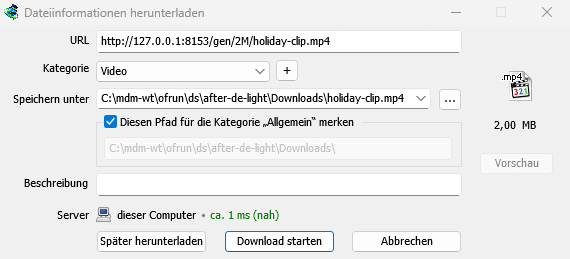 Dateiinformationen herunterladen
URL http://127.0.0.1:8153/gen/2M/holiday-clip.mp4
Kategorie Video +
Speichern unter C:\mdm-wt\ofrun\ds\after-de-light\Downloads\holiday-clip.mp4 ...
.mp4
321
2,00 MB
Diesen Pfad für die Kategorie „Allgemein“ merken
C:\mdm-wt\ofrun\ds\after-de-light\Downloads\
Vorschau
Beschreibung
Server dieser Computer • ca. 1 ms (nah)
Später herunterladen Download starten Abbrechen